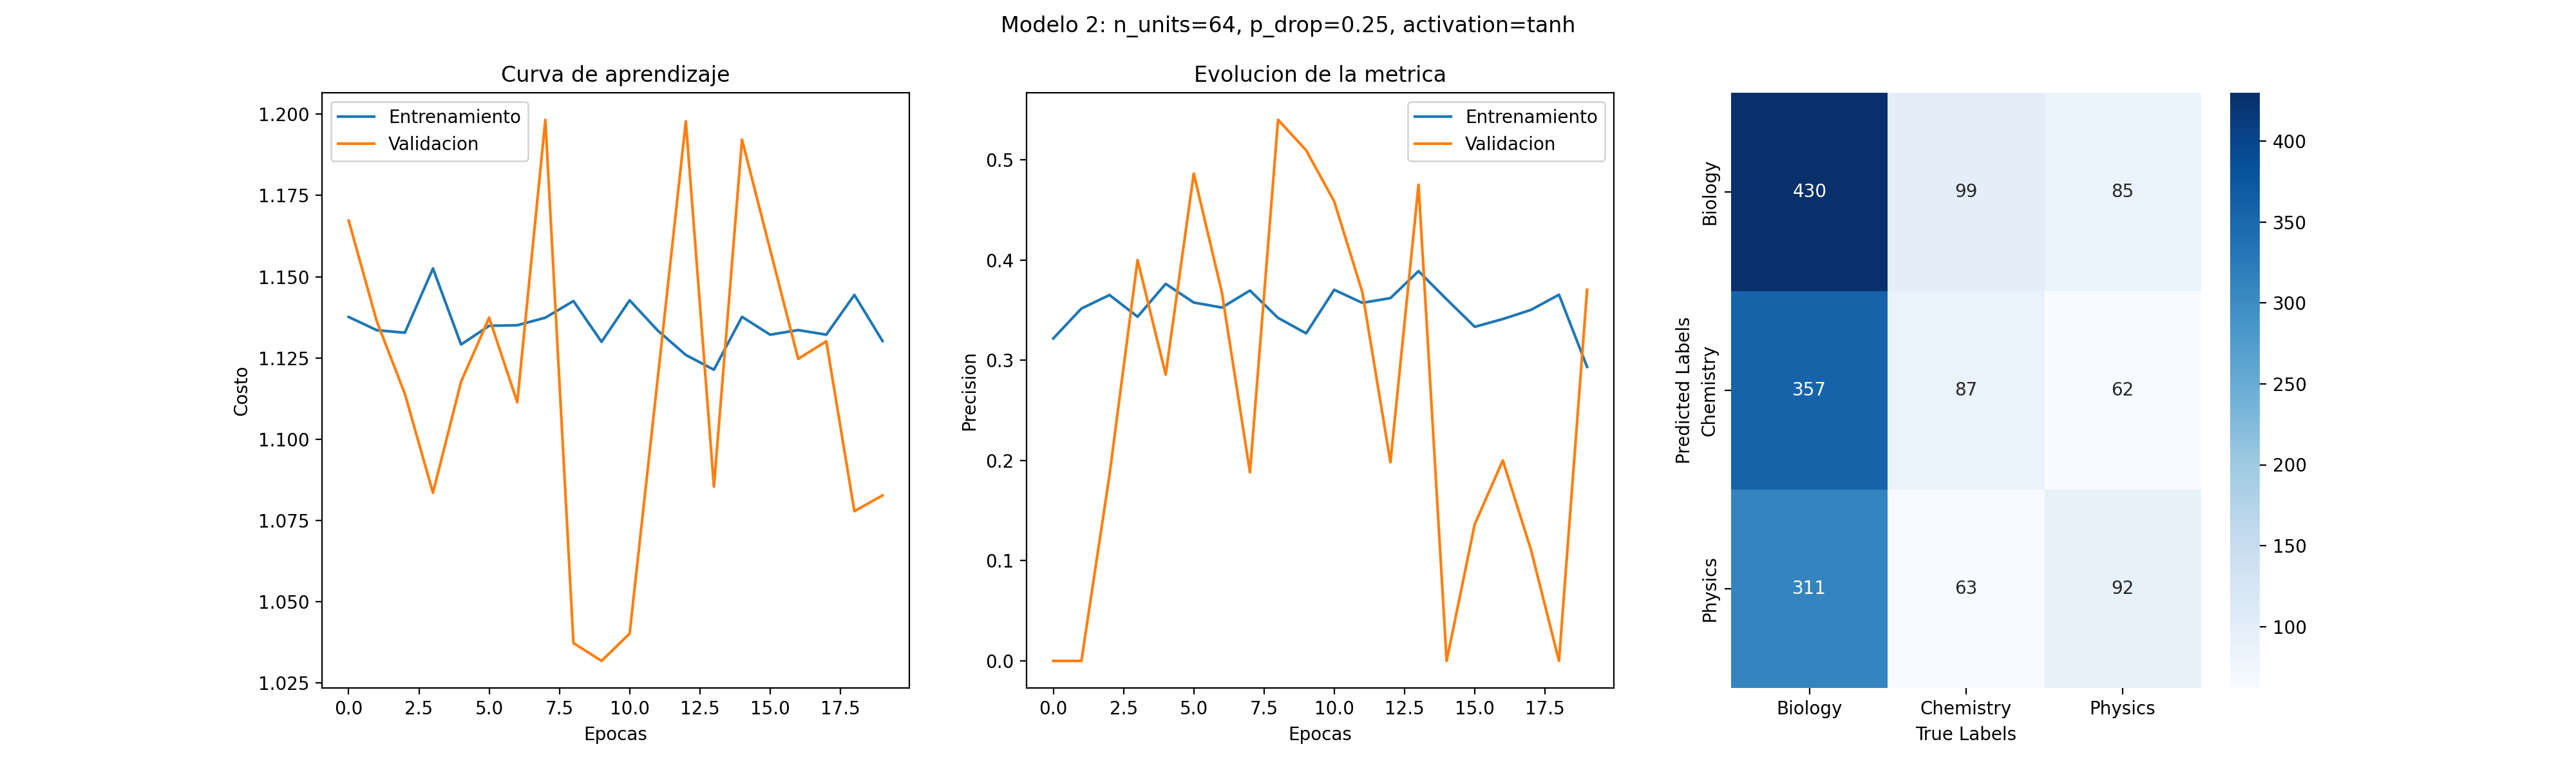 Modelo 2: n_units=64, p_drop=0.25, activation=tanh
Curva de aprendizaje
Entrenamiento
Validacion
1.200
1.175
1.150
1.125
1.100
1.075
1.050
1.025
Costo
0.0 2.5 5.0 7.5 10.0 12.5 15.0 17.5
Epocas
Evolucion de la metrica
Entrenamiento
Validacion
0.5
0.4
0.3
0.2
0.1
0.0
Precision
0.0 2.5 5.0 7.5 10.0 12.5 15.0 17.5
Epocas
Predicted Labels
Biology
430 99 85
Chemistry
357 87 62
Physics
311 63 92
Biology Chemistry Physics
True Labels
400
350
300
250
200
150
100